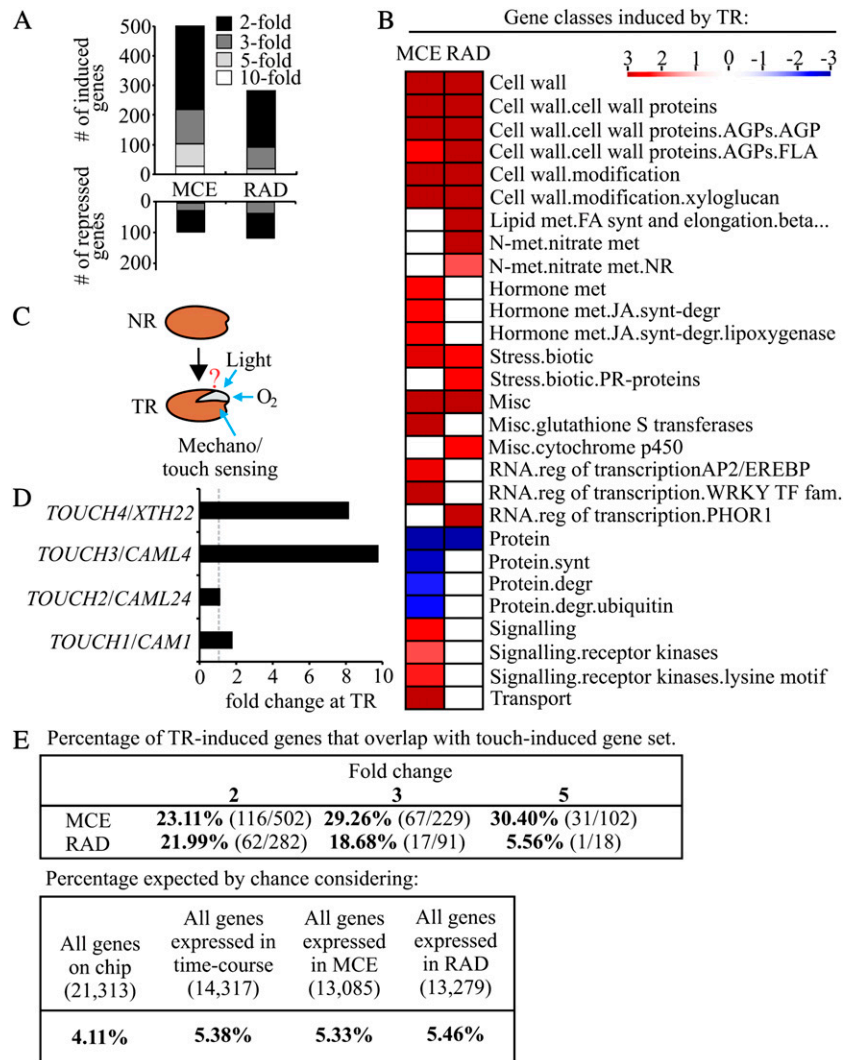 A
2-fold
3-fold
5-fold
10-fold
# of induced
genes
500
400
300
200
100
0
MCE
RAD
# of repressed
genes
0
100
200
B
Gene classes induced by TR:
MCE RAD
3 2 1 0 -1 -2 -3
Cell wall
Cell wall.cell wall proteins
Cell wall.cell wall proteins.AGPs.AGP
Cell wall.cell wall proteins.AGPs.FLA
Cell wall.modification
Cell wall.modification.xyloglucan
Lipid met.FA synt and elongation.beta...
N-met.nitrate met
N-met.nitrate met.NR
Hormone met
Hormone met.JA.synt-degr
Hormone met.JA.synt-degr.lipoxygenase
Stress.biotic
Stress.biotic.PR-proteins
Misc
Misc.glutathione S transferases
Misc.cytochrome p450
RNA.reg of transcriptionAP2/EREBP
RNA.reg of transcription.WRKY TF fam.
RNA.reg of transcription.PHOR1
Protein
Protein.synt
Protein.degr
Protein.degr.ubiquitin
Signalling
Signalling.receptor kinases
Signalling.receptor kinases.lysine motif
Transport
C
NR
?
Light
TR
O2
Mechano/
touch sensing
D
TOUCH4/XTH22
TOUCH3/CAML4
TOUCH2/CAML24
TOUCH1/CAM1
0 2 4 6 8 10
fold change at TR
E Percentage of TR-induced genes that overlap with touch-induced gene set.
Fold change
2 3 5
MCE 23.11% (116/502) 29.26% (67/229) 30.40% (31/102)
RAD 21.99% (62/282) 18.68% (17/91) 5.56% (1/18)
Percentage expected by chance considering:
All genes
on chip
(21,313)
All genes
expressed in
time-course
(14,317)
All genes
expressed
in MCE
(13,085)
All genes
expressed
in RAD
(13,279)
4.11% 5.38% 5.33% 5.46%